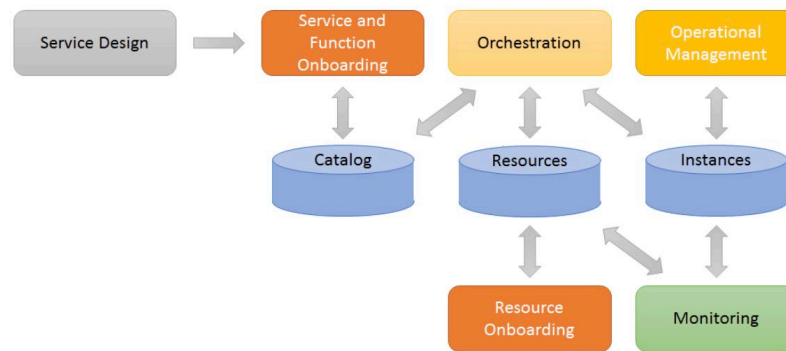 Service Design
Service and
Function
Onboarding
Orchestration
Operational
Management
Catalog
Resources
Instances
Resource
Onboarding
Monitoring